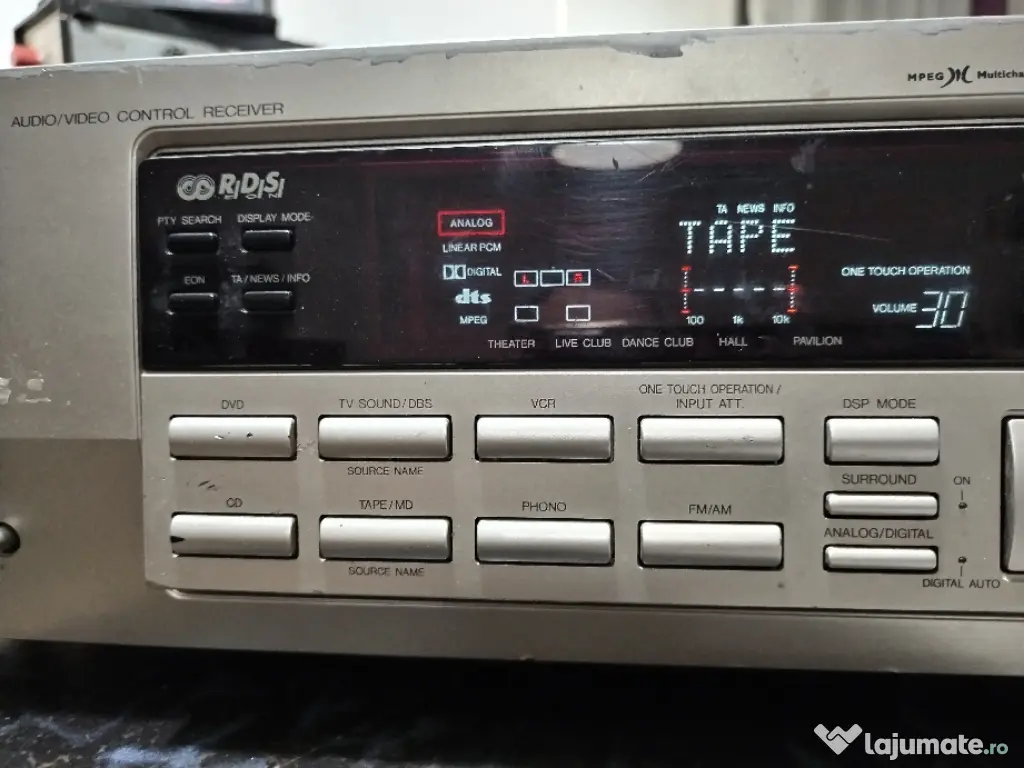 MPEG Multicha
AUDIO/VIDEO CONTROL RECEIVER
R·D·S
EON
PTY SEARCH DISPLAY MODE
EON TA/NEWS/INFO
ANALOG
LINEAR PCM
DIGITAL
dts
MPEG
L R
TA NEWS INFO
TAPE
100 1k 10k
ONE TOUCH OPERATION
VOLUME 30
THEATER LIVE CLUB DANCE CLUB HALL PAVILION
DVD TV SOUND/DBS VCR ONE TOUCH OPERATION/
INPUT ATT. DSP MODE
SOURCE NAME
SURROUND ON
CD TAPE/MD PHONO FM/AM
ANALOG/DIGITAL
SOURCE NAME
DIGITAL AUTO
lajumate.ro